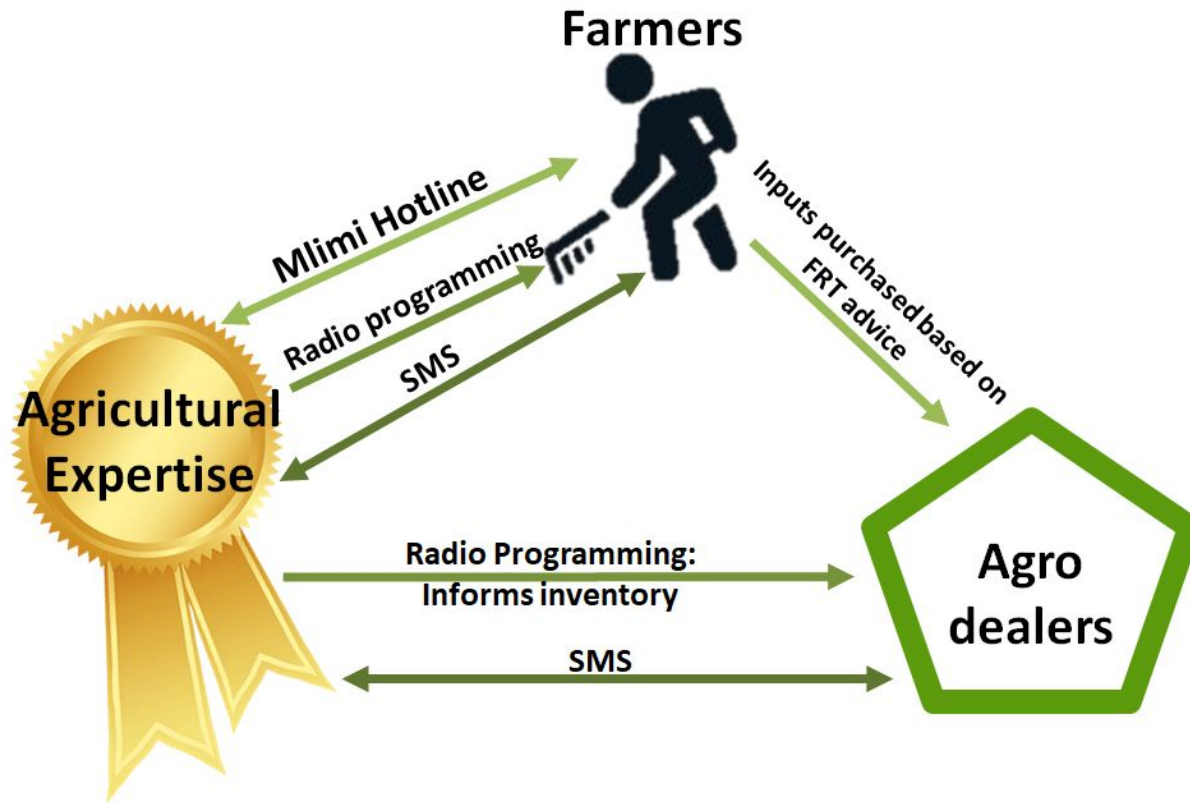 Farmers
Mlimi Hotline
Radio programming
SMS
Inputs purchased based on
FRT advice
Agricultural
Expertise
Radio Programming:
Informs inventory
SMS
Agro
dealers